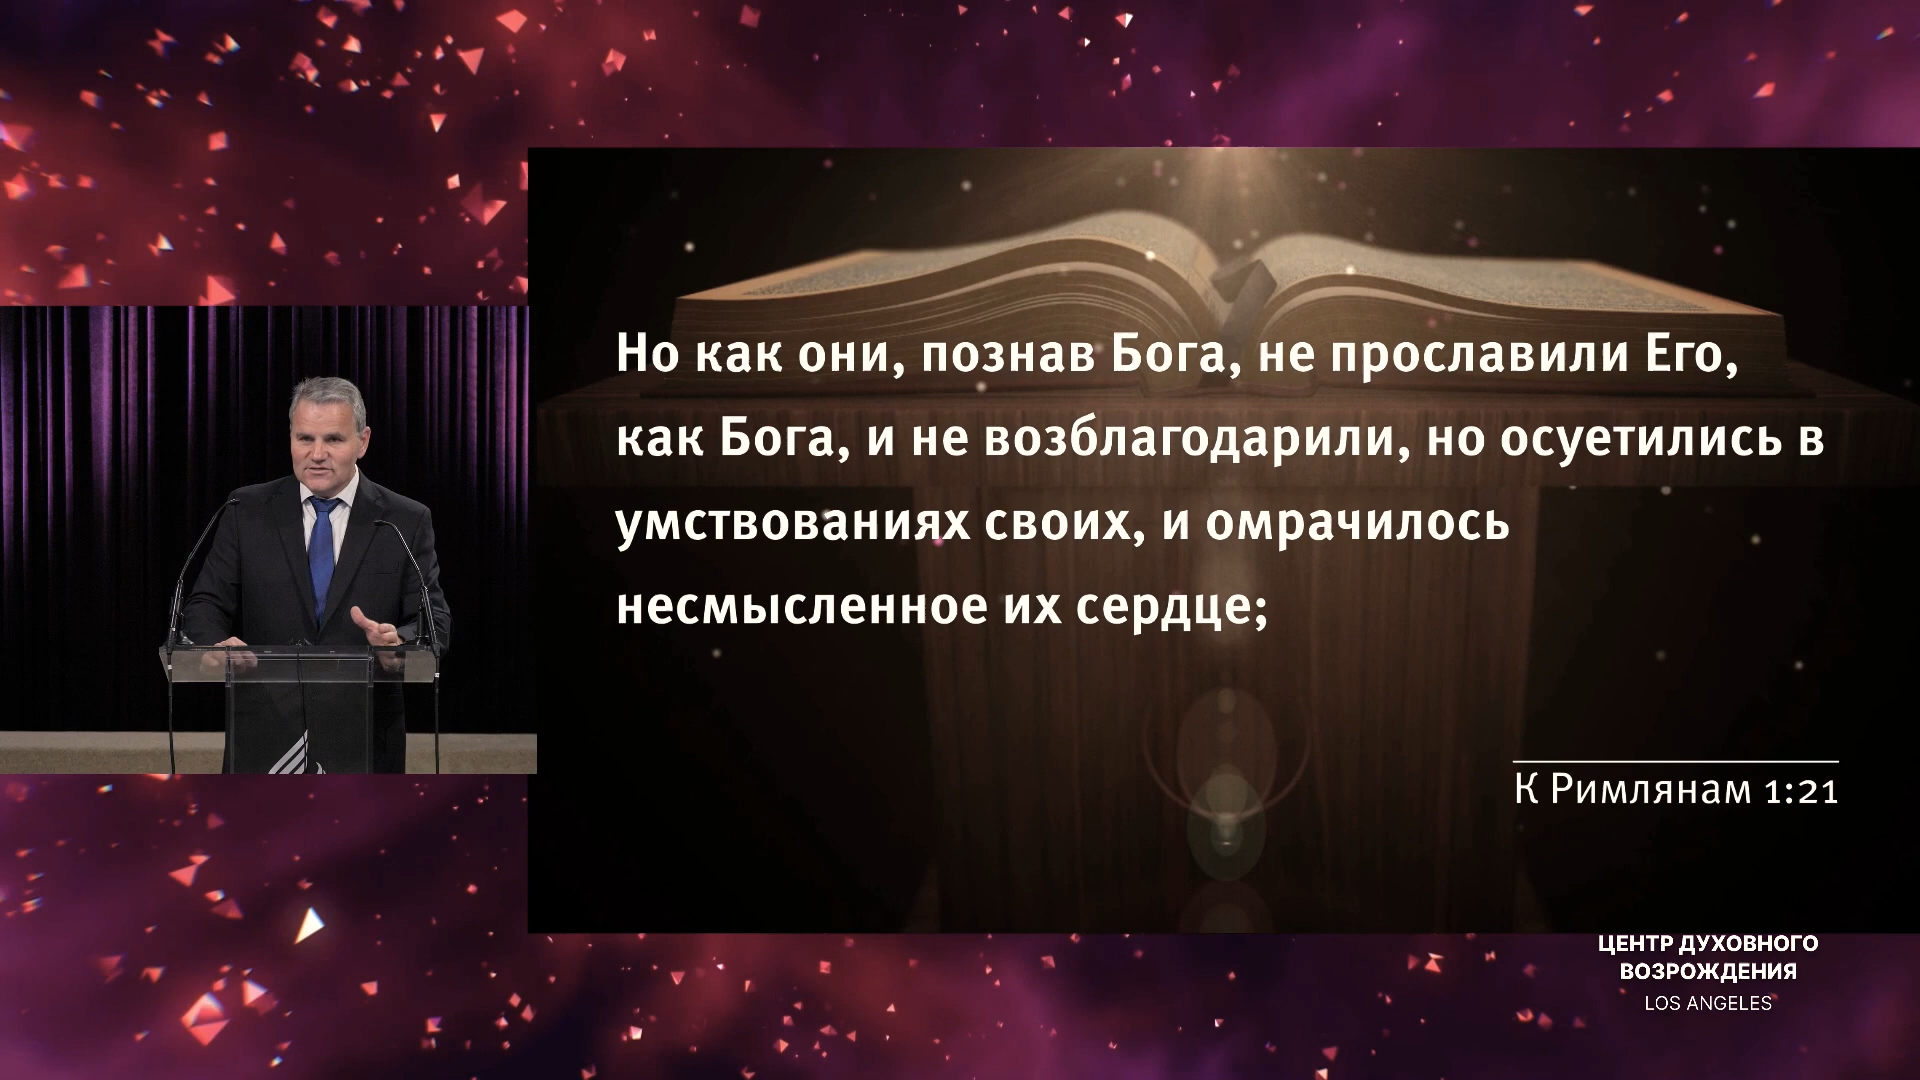 Но как они, познав Бога, не прославили Его,
как Бога, и не возблагодарили, но осуетились в
умствованиях своих, и омрачилось
несмысленное их сердце;
К Римлянам 1:21
ЦЕНТР ДУХОВНОГО
ВОЗРОЖДЕНИЯ
LOS ANGELES